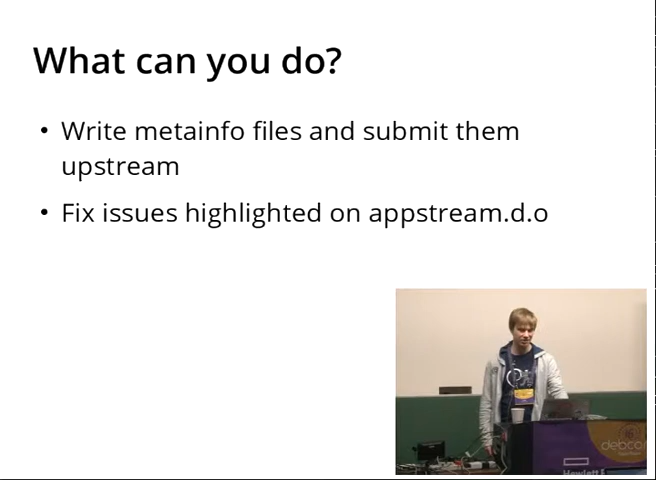 What can you do?
• Write metainfo files and submit them
upstream
• Fix issues highlighted on appstream.d.o